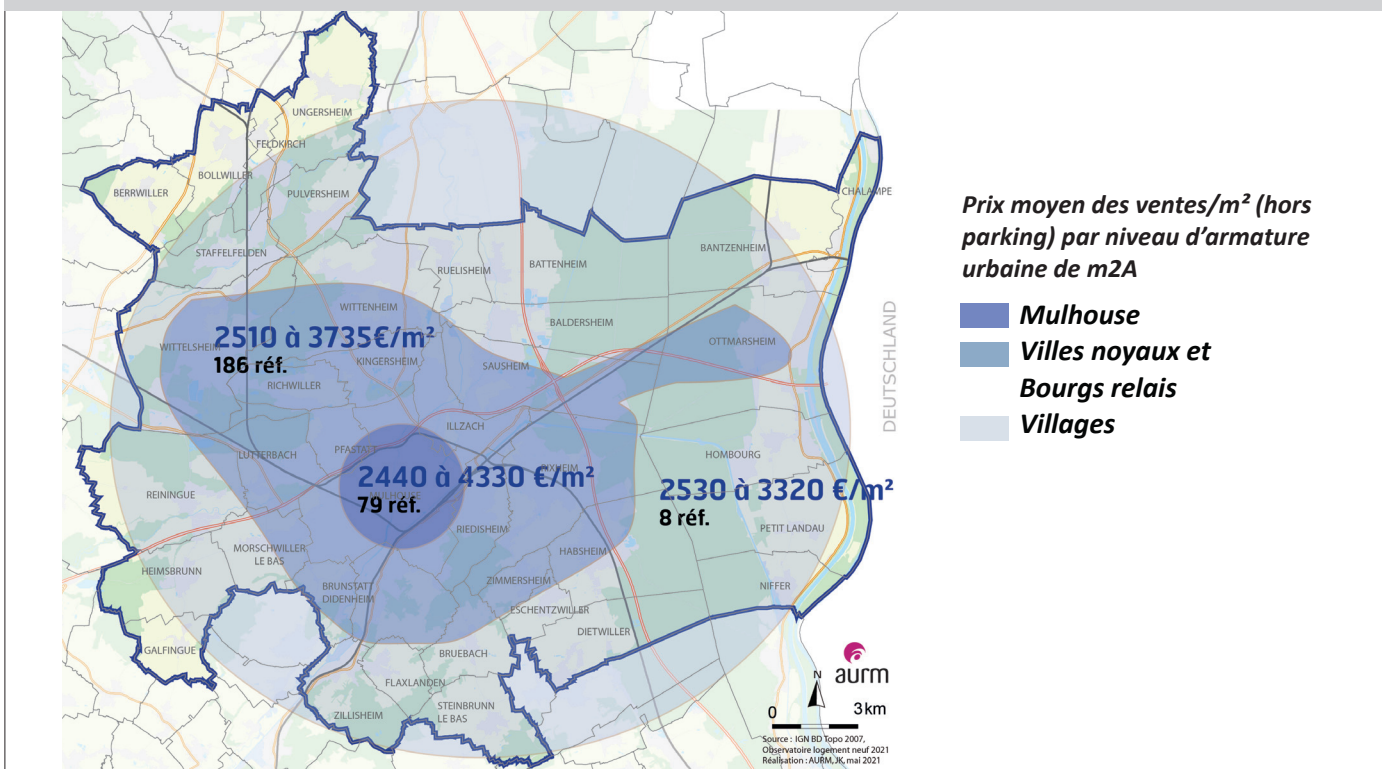 UNGERSHEIM
FELDKIRCH
BOLLWILLER
BERRWILLER
PULVERSHEIM
CHALAMPE
STAFFELFELDEN
RUELISHEIM
BATTENHEIM
BANTZENHEIM
WITTENHEIM
BALDERSHEIM
OTTMARSHEIM
DEUTSCHLAND
2510 à 3735€/m²
186 réf.
WITTELSHEIM
KINGERSHEIM
SAUSHEIM
RICHWILLER
ILLZACH
PFASTATT
LUTTERBACH
HOMBOURG
RIXHEIM
2440 à 4330 €/m²
79 réf.
MULHOUSE
2530 à 3320 €/m²
8 réf.
REININGUE
RIEDISHEIM
PETIT LANDAU
MORSCHWILLER
LE BAS
HABSHEIM
HEIMSBRUNN
ZIMMERSHEIM
BRUNSTATT
DIDENHEIM
NIFFER
ESCHENTZWILLER
DIETWILLER
GALFINGUE
BRUEBACH
FLAXLANDEN
STEINBRUNN
LE BAS
ZILLISHEIM
aurm
N
0 3 km
Source : IGN BD Topo 2007,
Observatoire logement neuf 2021
Réalisation : AURM, JK, mai 2021
Prix moyen des ventes/m² (hors
parking) par niveau d’armature
urbaine de m2A
Mulhouse
Villes noyaux et
Bourgs relais
Villages